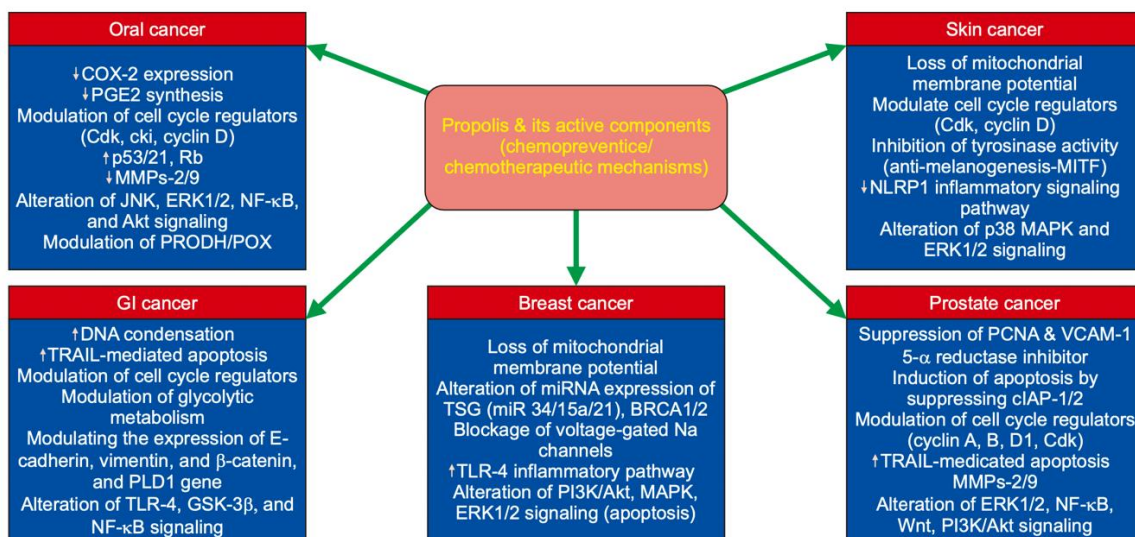 Oral cancer
↓COX-2 expression
↓PGE2 synthesis
Modulation of cell cycle regulators
(Cdk, cki, cyclin D)
↑p53/21, Rb
↓MMPs-2/9
Alteration of JNK, ERK1/2, NF-κB,
and Akt signaling
Modulation of PRODH/POX
Propolis & its active components
(chemopreventice/
chemotherapeutic mechanisms)
Skin cancer
Loss of mitochondrial
membrane potential
Modulate cell cycle regulators
(Cdk, cyclin D)
Inhibition of tyrosinase activity
(anti-melanogenesis-MITF)
↓NLRP1 inflammatory signaling
pathway
Alteration of p38 MAPK and
ERK1/2 signaling
GI cancer
↑DNA condensation
↑TRAIL-mediated apoptosis
Modulation of cell cycle regulators
Modulation of glycolytic
metabolism
Modulating the expression of E-
cadherin, vimentin, and β-catenin,
and PLD1 gene
Alteration of TLR-4, GSK-3β, and
NF-κB signaling
Breast cancer
Loss of mitochondrial
membrane potential
Alteration of miRNA expression of
TSG (miR 34/15a/21), BRCA1/2
Blockage of voltage-gated Na
channels
↑TLR-4 inflammatory pathway
Alteration of PI3K/Akt, MAPK,
ERK1/2 signaling (apoptosis)
Prostate cancer
Suppression of PCNA & VCAM-1
5-α reductase inhibitor
Induction of apoptosis by
suppressing cIAP-1/2
Modulation of cell cycle regulators
(cyclin A, B, D1, Cdk)
↑TRAIL-medicated apoptosis
MMPs-2/9
Alteration of ERK1/2, NF-κB,
Wnt, PI3K/Akt signaling